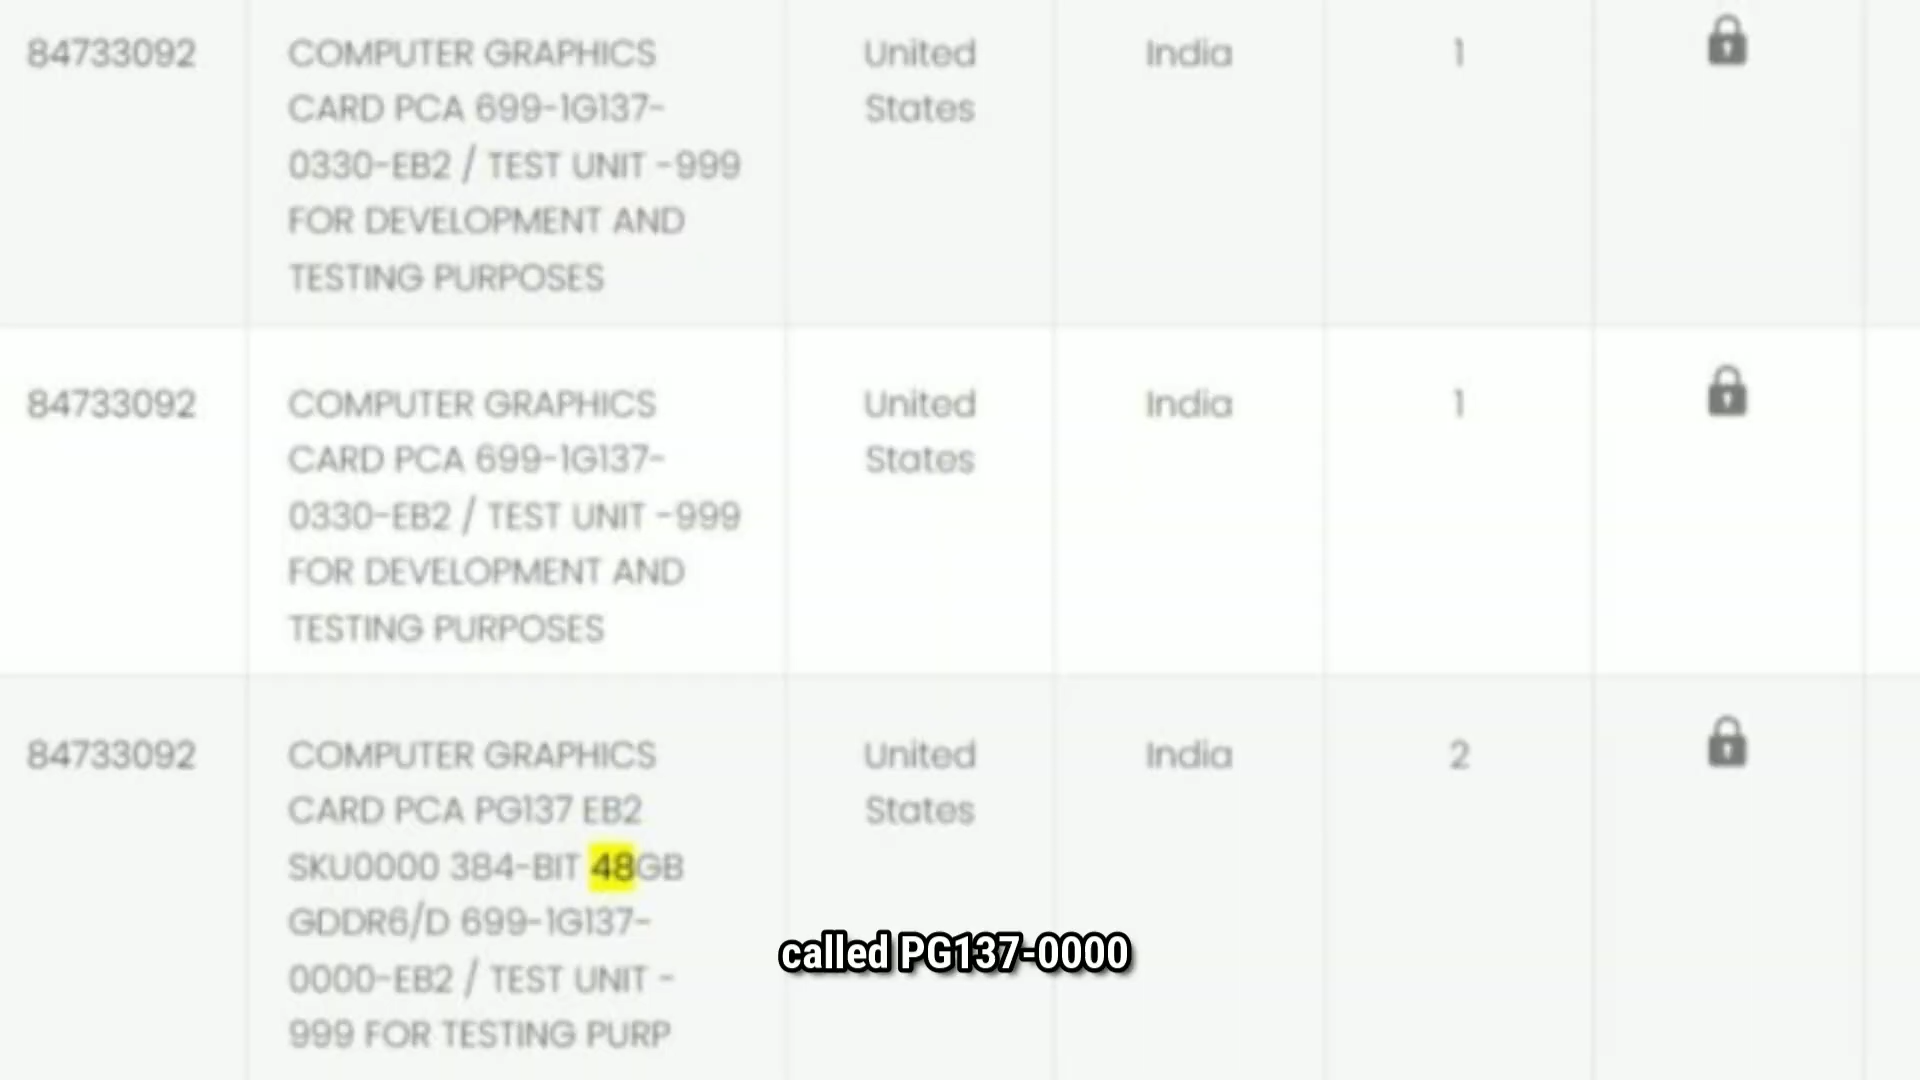 84733092 COMPUTER GRAPHICS United India 1
CARD PCA 699-1G137- States
0330-EB2 / TEST UNIT -999
FOR DEVELOPMENT AND
TESTING PURPOSES
84733092 COMPUTER GRAPHICS United India 1
CARD PCA 699-1G137- States
0330-EB2 / TEST UNIT -999
FOR DEVELOPMENT AND
TESTING PURPOSES
84733092 COMPUTER GRAPHICS United India 2
CARD PCA PG137 EB2 States
SKU0000 384-BIT 48GB
GDDR6/D 699-1G137-
0000-EB2 / TEST UNIT -
999 FOR TESTING PURP
called PG137-0000